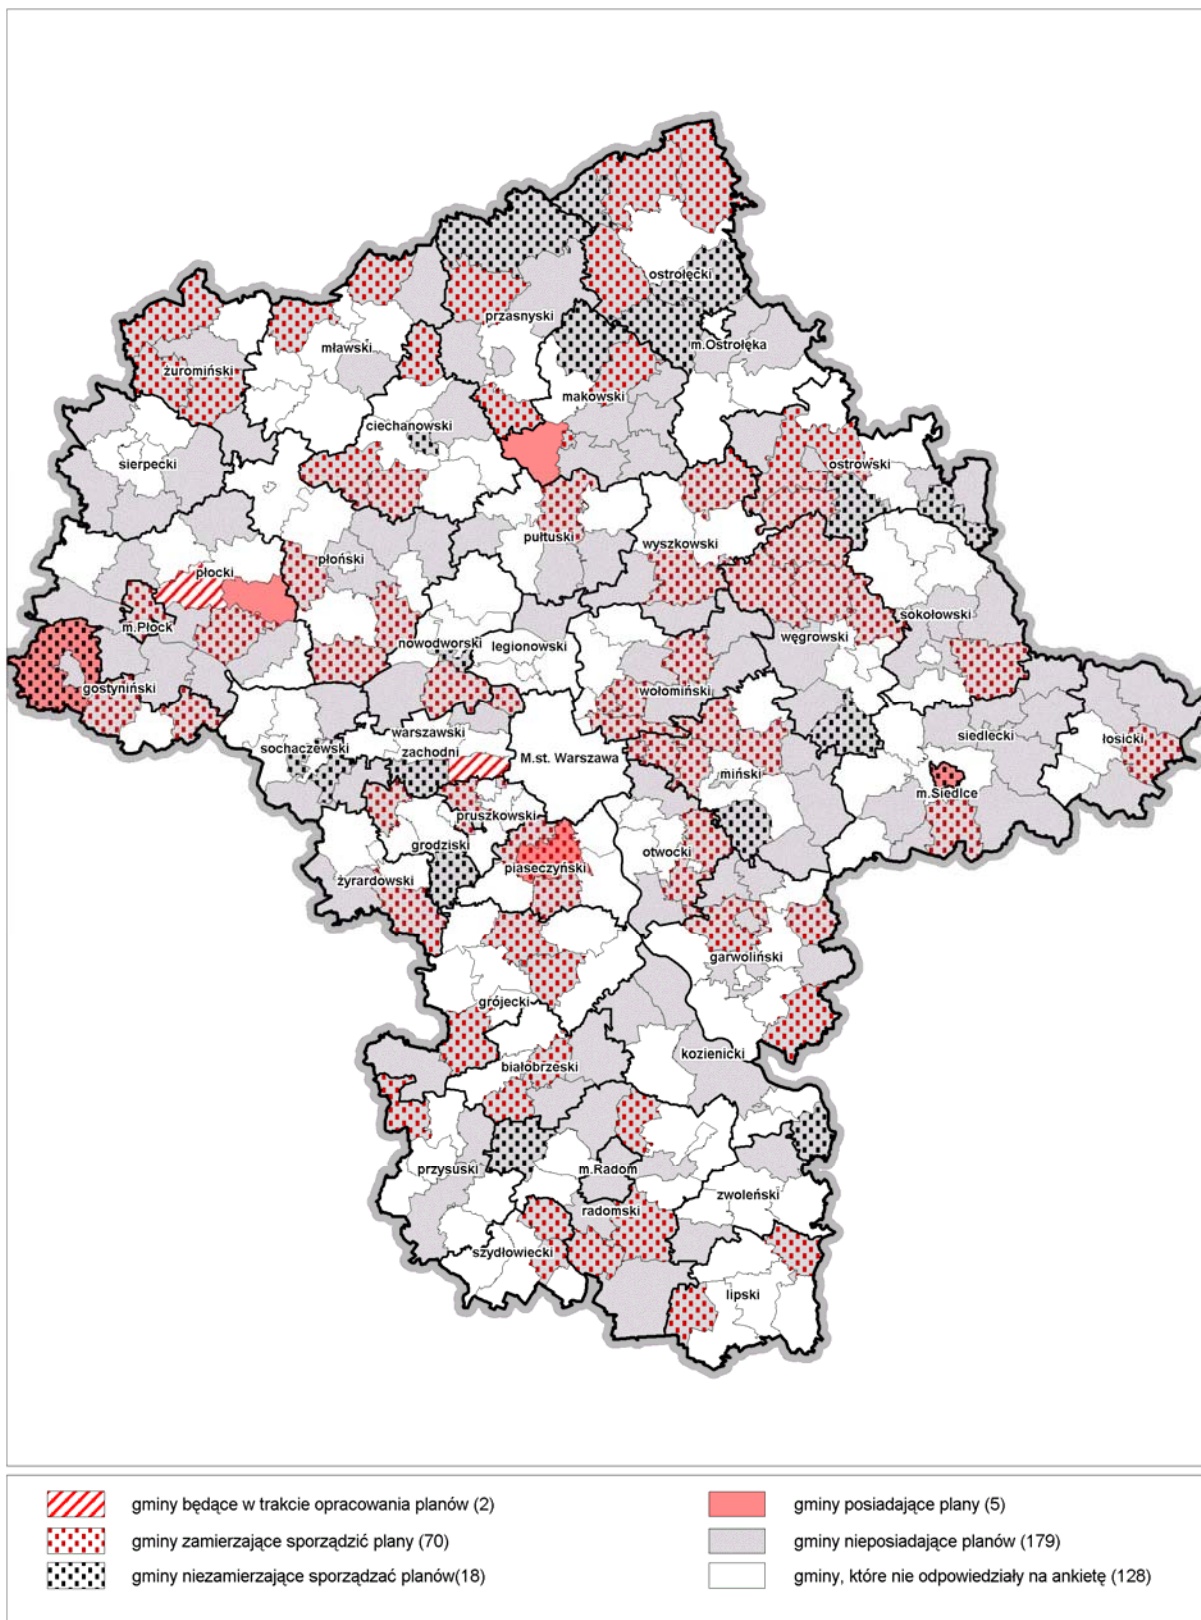 ostrołęcki
przasnyski
m.Ostrołęka
mławski
żuromiński
makowski
ciechanowski
sierpecki
ostrowski
pułtuski
wyszkowski
płoński
płocki
sokołowski
m.Płock
węgrowski
nowodworski
legionowski
gostyniński
wołomiński
warszawski
zachodni
sochaczewski
siedlecki
łosicki
M.st. Warszawa
miński
m.Siedlce
pruszkowski
grodziski
otwocki
piaseczyński
żyrardowski
garwoliński
grójecki
kozienicki
białobrzeski
przysuski
m.Radom
zwoleński
radomski
szydłowiecki
lipski
gminy będące w trakcie opracowania planów (2)
gminy zamierzające sporządzić plany (70)
gminy niezamierzające sporządzać planów(18)
gminy posiadające plany (5)
gminy nieposiadające planów (179)
gminy, które nie odpowiedziały na ankietę (128)